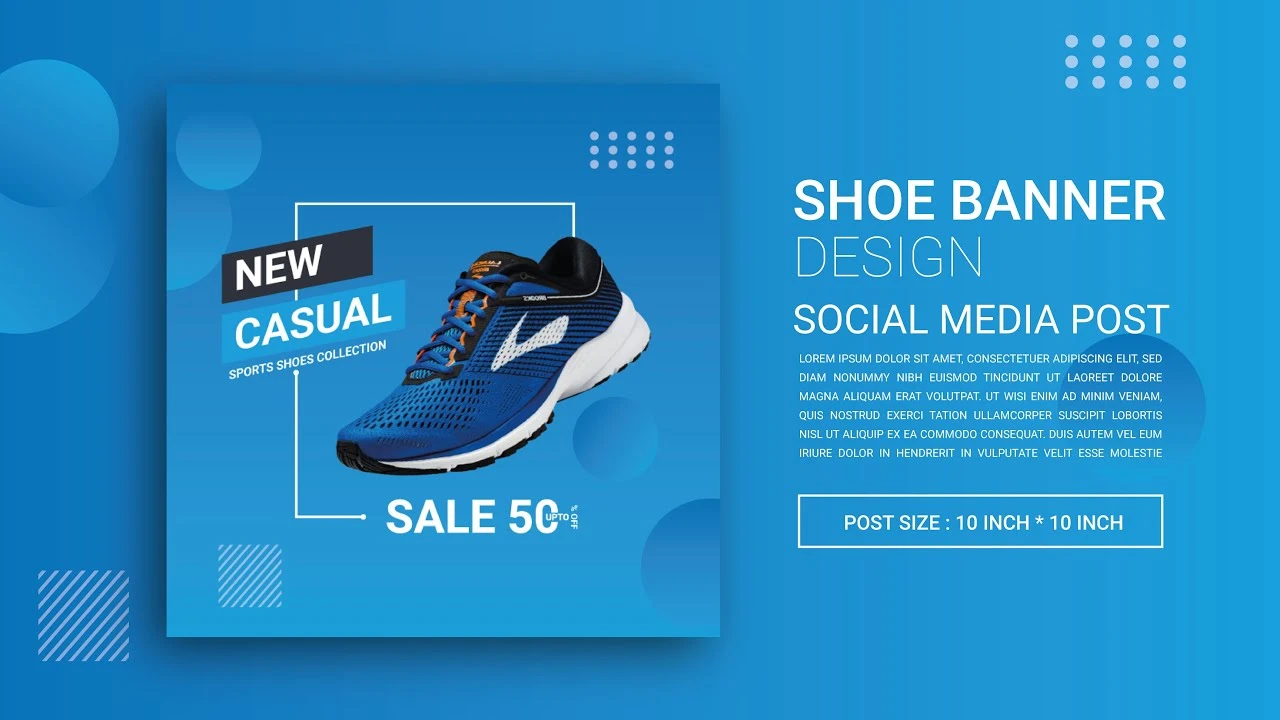 NEW
CASUAL
SPORTS SHOES COLLECTION
SALE 50
UPTO
% OFF
SHOE BANNER
DESIGN
SOCIAL MEDIA POST
LOREM IPSUM DOLOR SIT AMET, CONSECTETUER ADIPISCING ELIT, SED
DIAM NONUMMY NIBH EUISMOD TINCIDUNT UT LAOREET DOLORE
MAGNA ALIQUAM ERAT VOLUTPAT. UT WISI ENIM AD MINIM VENIAM,
QUIS NOSTRUD EXERCI TATION ULLAMCORPER SUSCIPIT LOBORTIS
NISL UT ALIQUIP EX EA COMMODO CONSEQUAT. DUIS AUTEM VEL EUM
IRIURE DOLOR IN HENDRERIT IN VULPUTATE VELIT ESSE MOLESTIE
POST SIZE : 10 INCH * 10 INCH